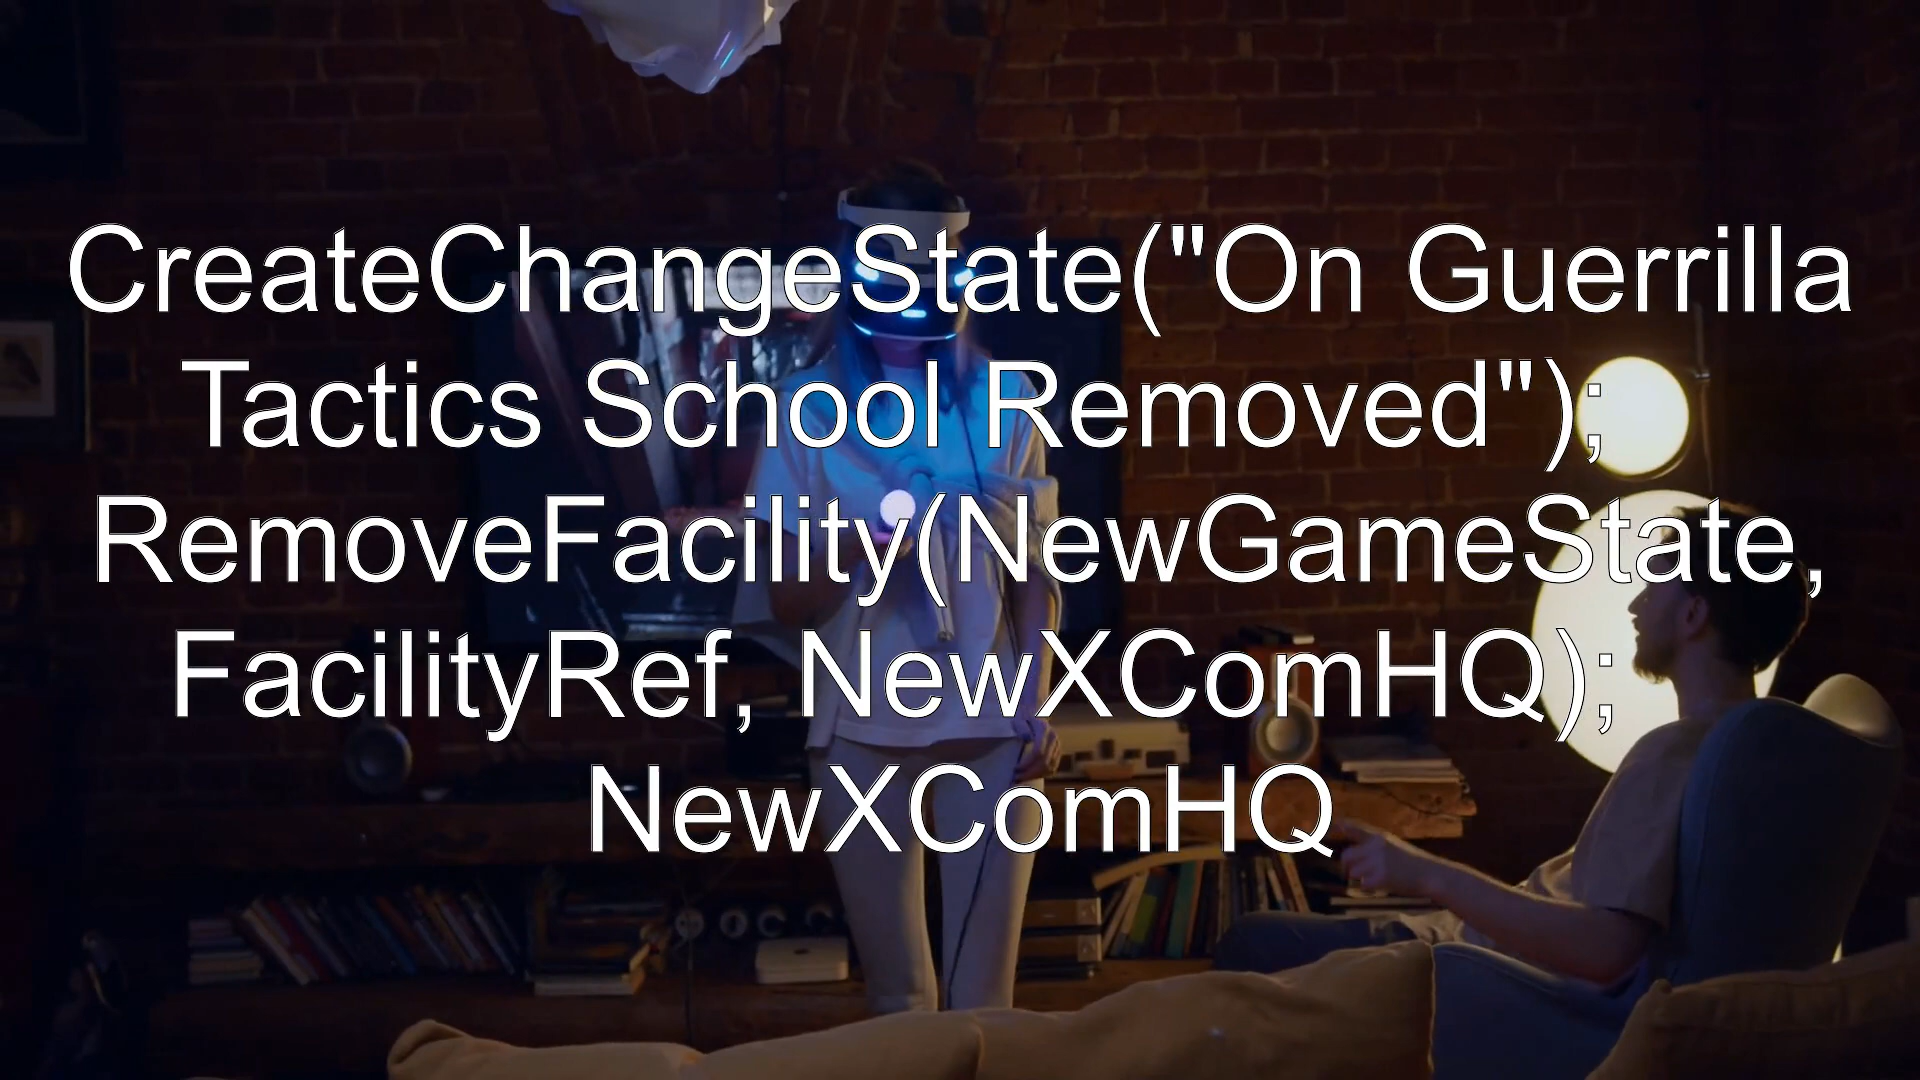 CreateChangeState("On Guerrilla
Tactics School Removed");
RemoveFacility(NewGameState,
FacilityRef, NewXComHQ);
NewXComHQ